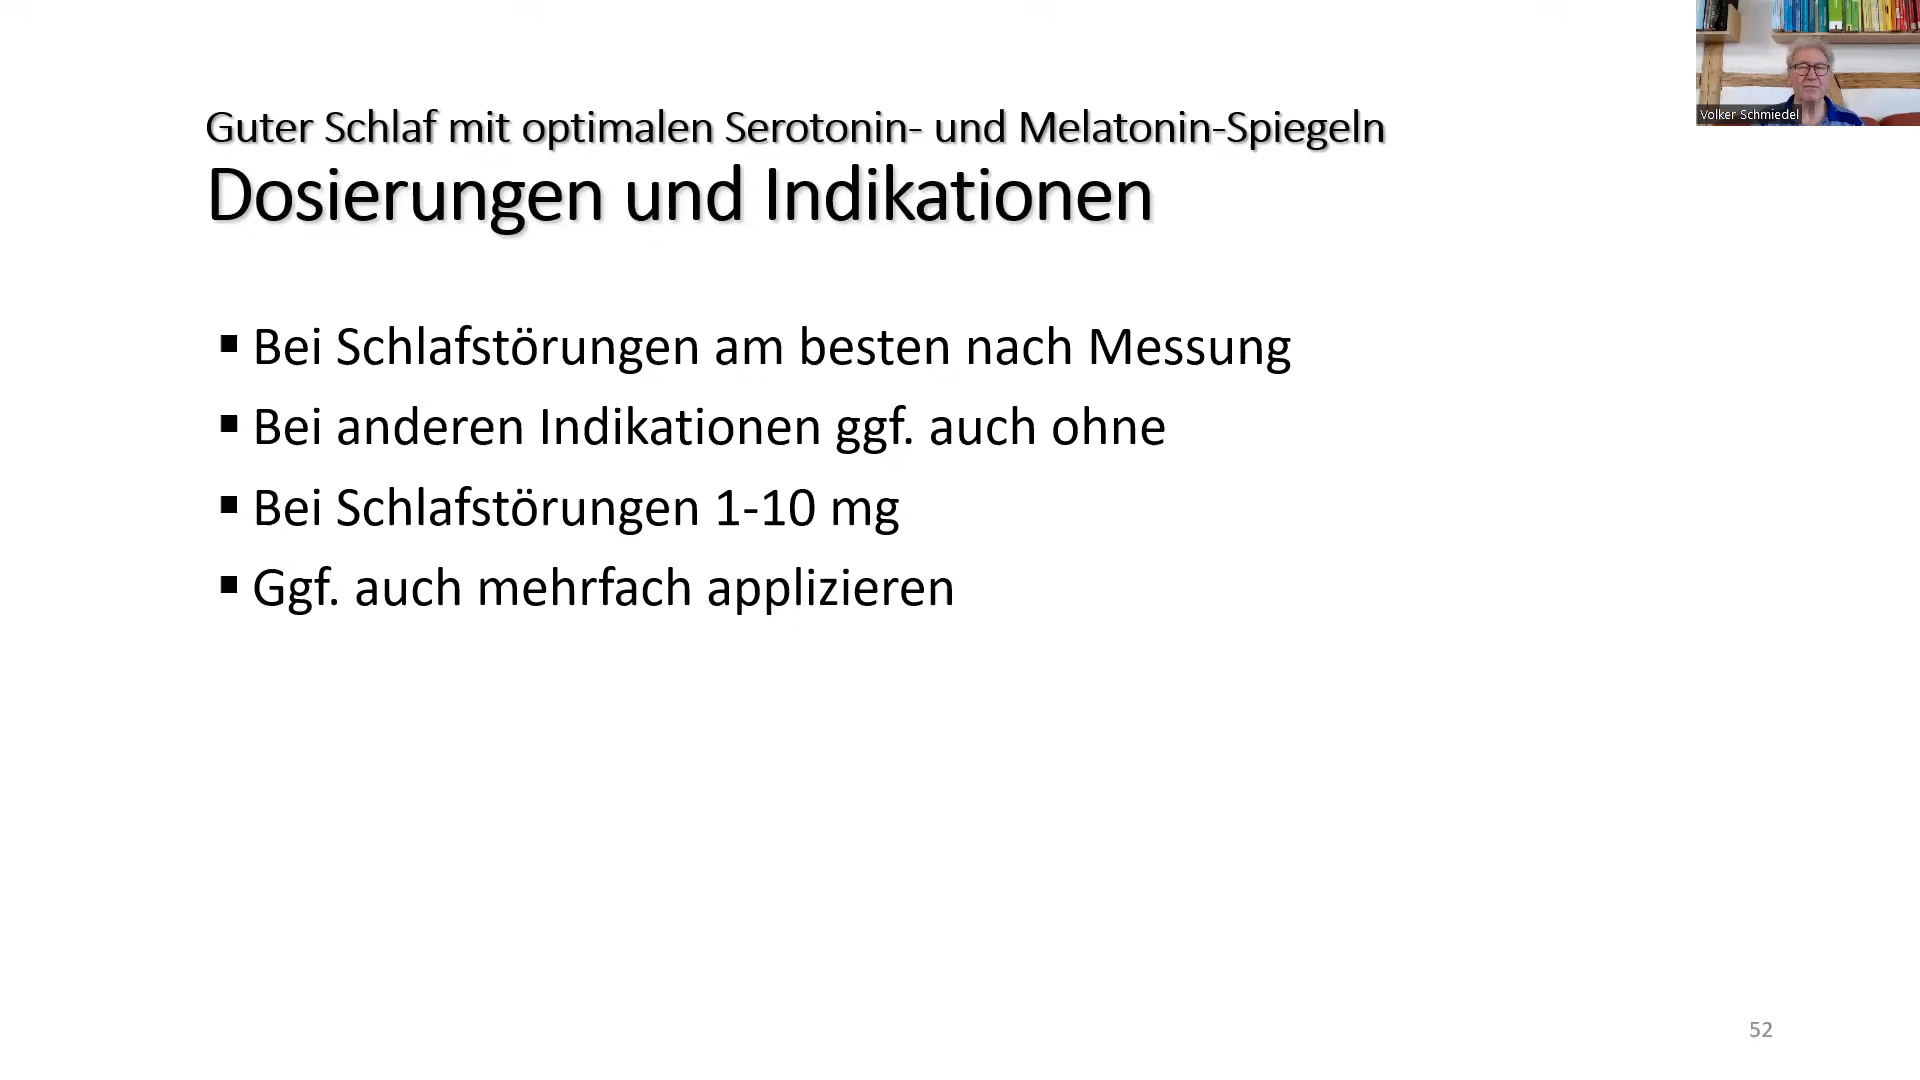 Volker Schmiedel
Guter Schlaf mit optimalen Serotonin- und Melatonin-Spiegeln
Dosierungen und Indikationen
▪ Bei Schlafstörungen am besten nach Messung
▪ Bei anderen Indikationen ggf. auch ohne
▪ Bei Schlafstörungen 1-10 mg
▪ Ggf. auch mehrfach applizieren
52